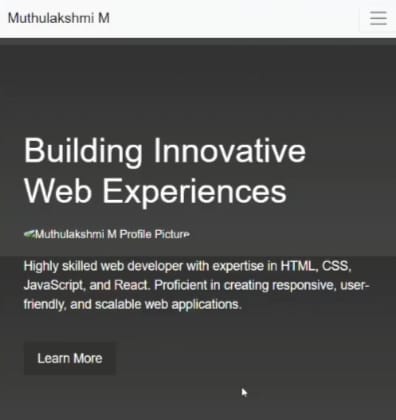 Muthulakshmi M
Building Innovative
Web Experiences
Muthulakshmi M Profile Picture
Highly skilled web developer with expertise in HTML, CSS,
JavaScript, and React. Proficient in creating responsive, user-
friendly, and scalable web applications.
Learn More